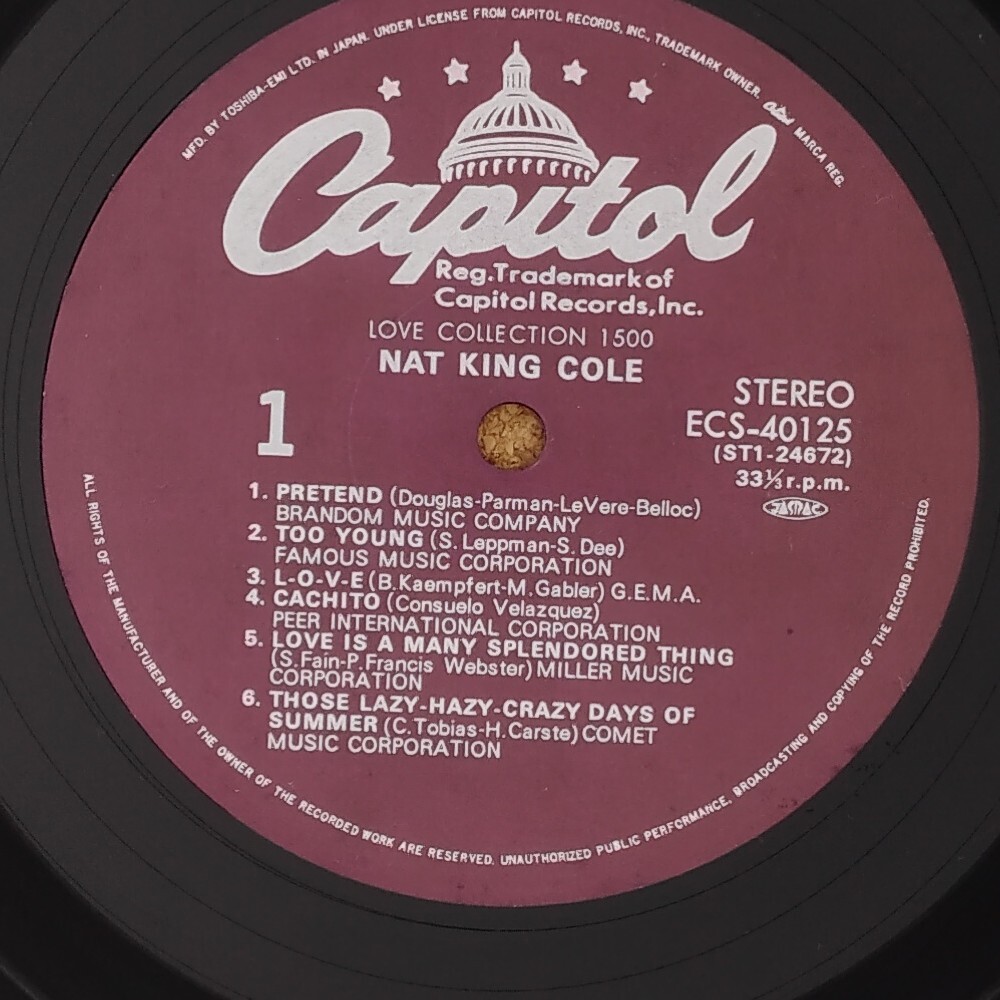 MFD. BY TOSHIBA-EMI LTD. IN JAPAN. UNDER LICENSE FROM CAPITOL RECORDS, INC., TRADEMARK OWNER. MARCA REG.
Capitol
Reg.Trademark of
Capitol Records,Inc.
LOVE COLLECTION 1500
NAT KING COLE
1
STEREO
ECS-40125
(ST1-24672)
33⅓ r.p.m.
JASRAC
1. PRETEND (Douglas-Parman-LeVere-Belloc)
BRANDOM MUSIC COMPANY
2. TOO YOUNG (S. Leppman-S. Dee)
FAMOUS MUSIC CORPORATION
3. L-O-V-E (B.Kaempfert-M.Gabler) G.E.M.A.
4. CACHITO (Consuelo Velazquez)
PEER INTERNATIONAL CORPORATION
5. LOVE IS A MANY SPLENDORED THING
(S.Fain-P.Francis Webster) MILLER MUSIC
CORPORATION
6. THOSE LAZY-HAZY-CRAZY DAYS OF
SUMMER (C.Tobias-H.Carste) COMET
MUSIC CORPORATION
ALL RIGHTS OF THE MANUFACTURER AND OF THE OWNER OF THE RECORDED WORK ARE RESERVED. UNAUTHORIZED PUBLIC PERFORMANCE, BROADCASTING AND COPYING OF THE RECORD PROHIBITED.